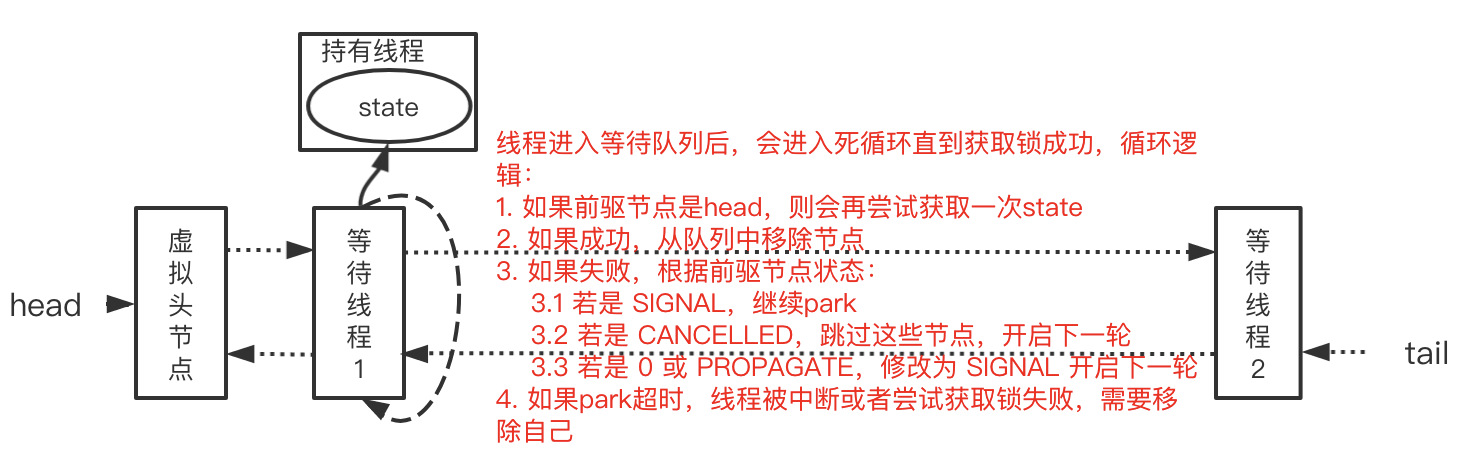 持有线程
state
线程进入等待队列后，会进入死循环直到获取锁成功，循环逻
辑：
1. 如果前驱节点是head，则会再尝试获取一次state
2. 如果成功，从队列中移除节点
3. 如果失败，根据前驱节点状态：
3.1 若是 SIGNAL，继续park
3.2 若是 CANCELLED，跳过这些节点，开启下一轮
3.3 若是 0 或 PROPAGATE，修改为 SIGNAL 开启下一轮
4. 如果park超时，线程被中断或者尝试获取锁失败，需要移
除自己
head
虚
拟
头
节
点
等
待
线
程
1
等
待
线
程
2
tail